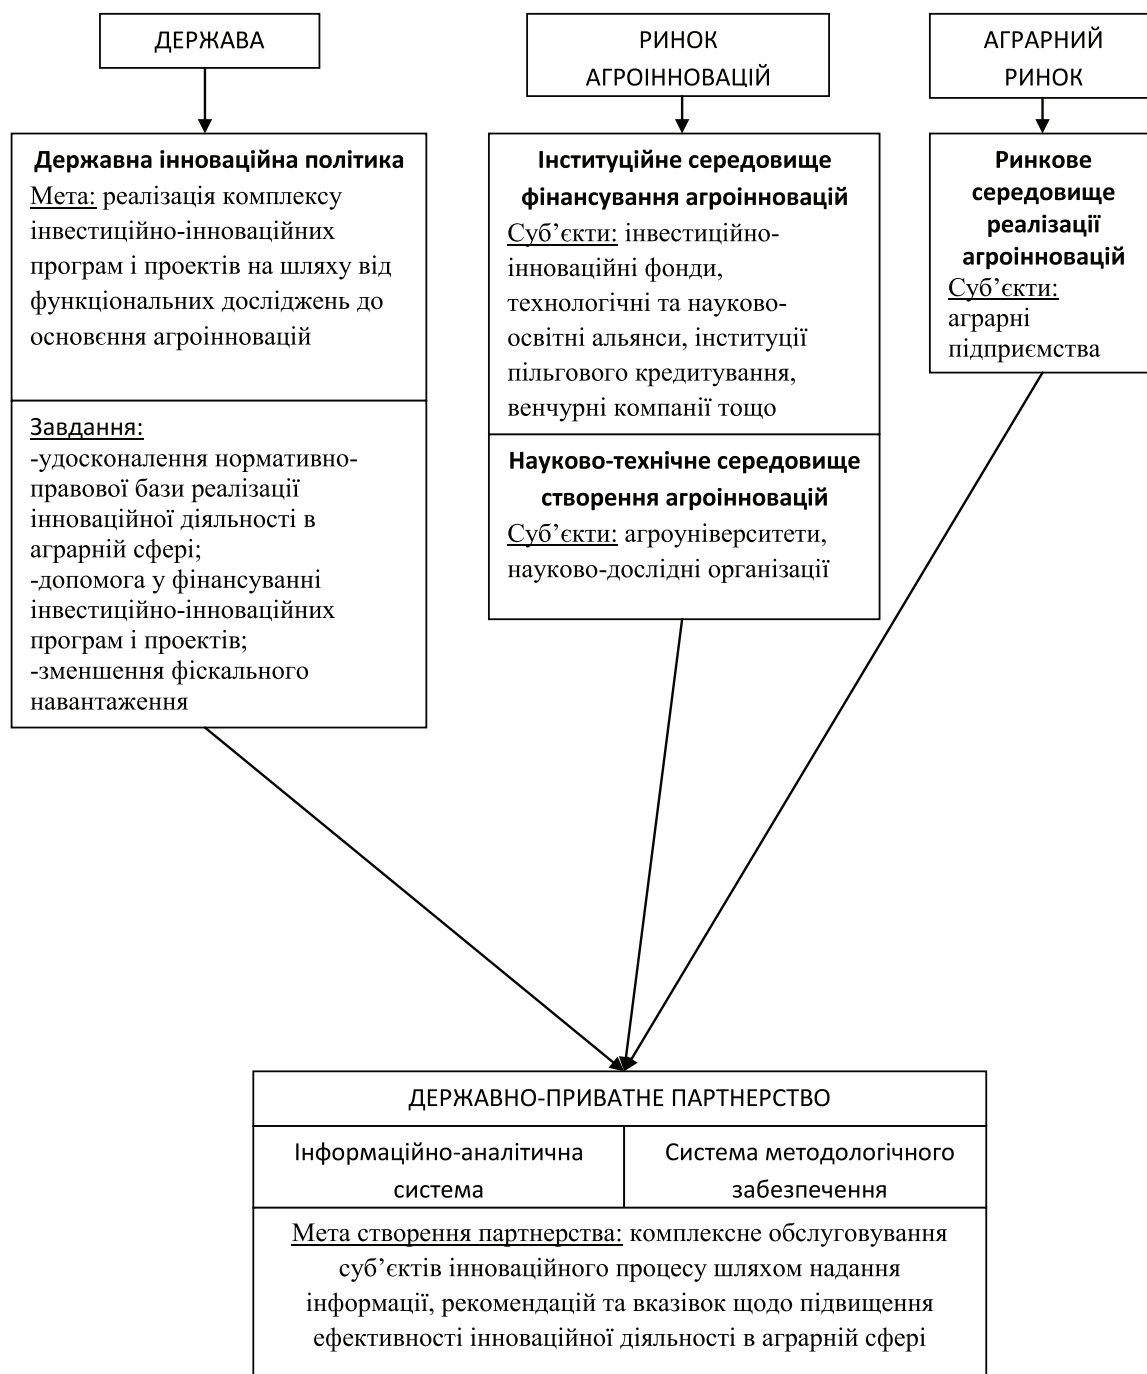 ДЕРЖАВА
Державна інноваційна політика
Мета: реалізація комплексу
інвестиційно-інноваційних
програм і проектів на шляху від
функціональних досліджень до
основєння агроінновацій
Завдання:
-удосконалення нормативно-
правової бази реалізації
інноваційної діяльності в
аграрній сфері;
-допомога у фінансуванні
інвестиційно-інноваційних
програм і проектів;
-зменшення фіскального
навантаження
РИНОК
АГРОІННОВАЦІЙ
Інституційне середовище
фінансування агроінновацій
Суб’єкти: інвестиційно-
інноваційні фонди,
технологічні та науково-
освітні альянси, інституції
пільгового кредитування,
венчурні компанії тощо
Науково-технічне середовище
створення агроінновацій
Суб’єкти: агроуніверситети,
науково-дослідні організації
АГРАРНИЙ
РИНОК
Ринкове
середовище
реалізації
агроінновацій
Суб’єкти:
аграрні
підприємства
ДЕРЖАВНО-ПРИВАТНЕ ПАРТНЕРСТВО
Інформаційно-аналітична
система
Система методологічного
забезпечення
Мета створення партнерства: комплексне обслуговування
суб’єктів інноваційного процесу шляхом надання
інформації, рекомендацій та вказівок щодо підвищення
ефективності інноваційної діяльності в аграрній сфері